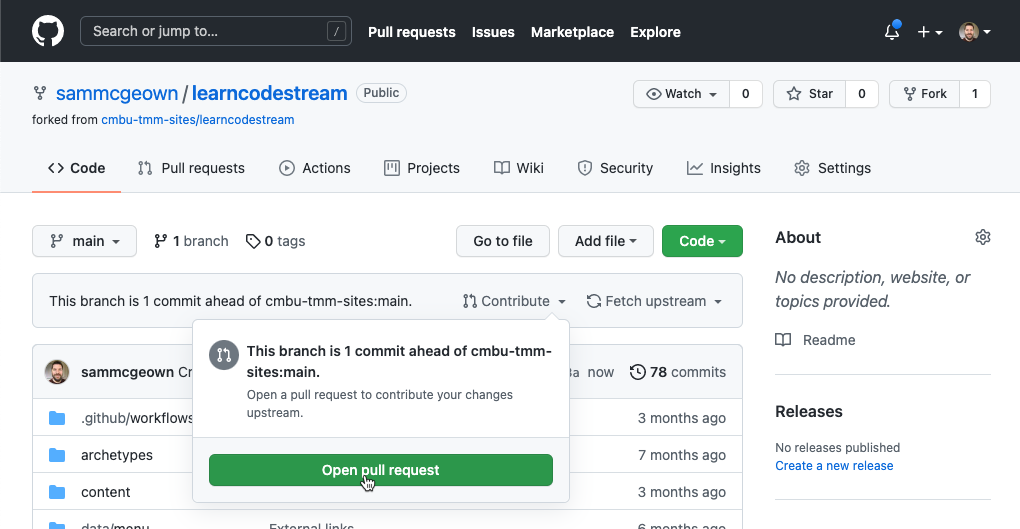 Search or jump to… /
Pull requests Issues Marketplace Explore
sammcgeown / learncodestream Public
Watch 0 Star 0 Fork 1
forked from cmbu-tmm-sites/learncodestream
Code Pull requests Actions Projects Wiki Security Insights Settings
main 1 branch 0 tags Go to file Add file Code
This branch is 1 commit ahead of cmbu-tmm-sites:main. Contribute Fetch upstream
This branch is 1 commit ahead of cmbu-tmm-
sites:main.
Open a pull request to contribute your changes
upstream.
Open pull request
sammcgeown now 78 commits
.github/workflows 3 months ago
archetypes 7 months ago
content 3 months ago
data/menu External links 6 months ago
About
No description, website, or
topics provided.
Readme
Releases
No releases published
Create a new release